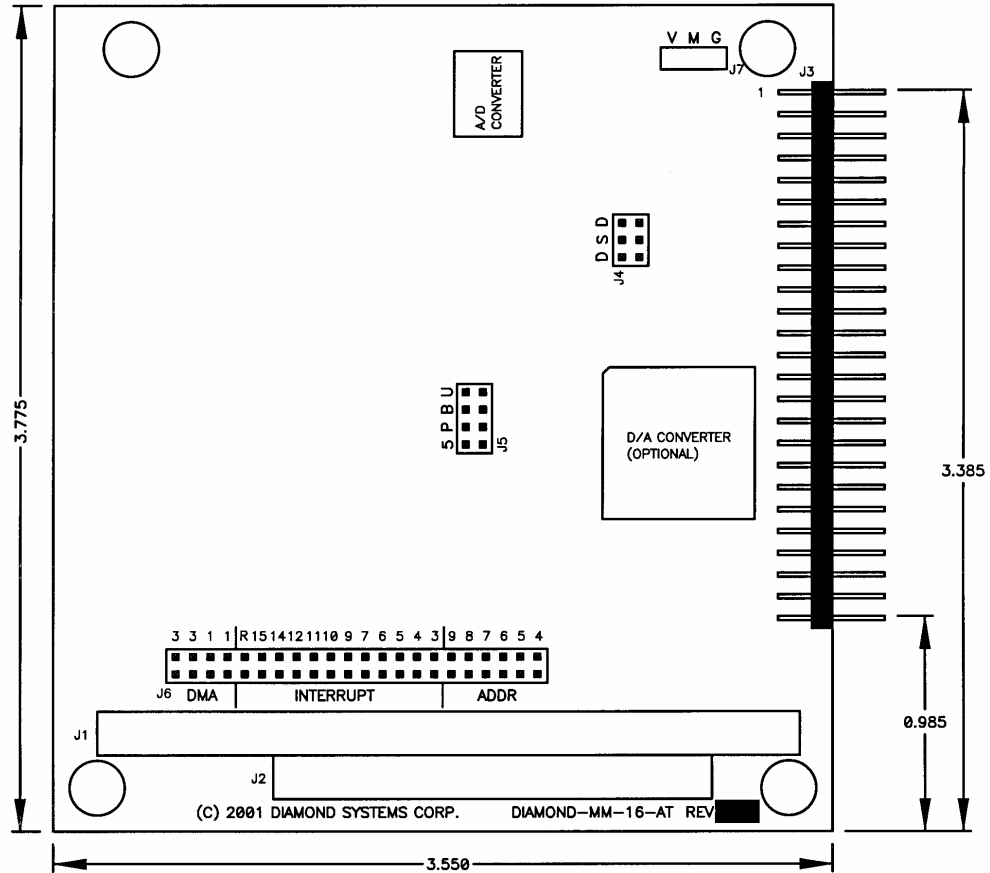 V M G
J7
J3
1
A/D
CONVERTER
D S D
J4
3.775
5 P B U
J5
D/A CONVERTER
(OPTIONAL)
3.385
3 3 1 1 R 15 14 12 11 10 9 7 6 5 4 3 9 8 7 6 5 4
J6 DMA INTERRUPT ADDR
J1
0.985
J2
(C) 2001 DIAMOND SYSTEMS CORP. DIAMOND-MM-16-AT REV
3.550